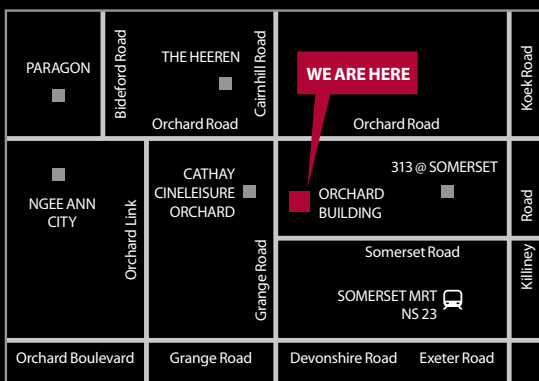 PARAGON
Bideford Road
THE HEEREN
Cairnhill Road
WE ARE HERE
Koek Road
Orchard Road
Orchard Road
NGEE ANN
CITY
Orchard Link
CATHAY
CINELEISURE
ORCHARD
Grange Road
ORCHARD
BUILDING
313 @ SOMERSET
Killiney
Road
Somerset Road
SOMERSET MRT
NS 23
Orchard Boulevard
Grange Road
Devonshire Road
Exeter Road